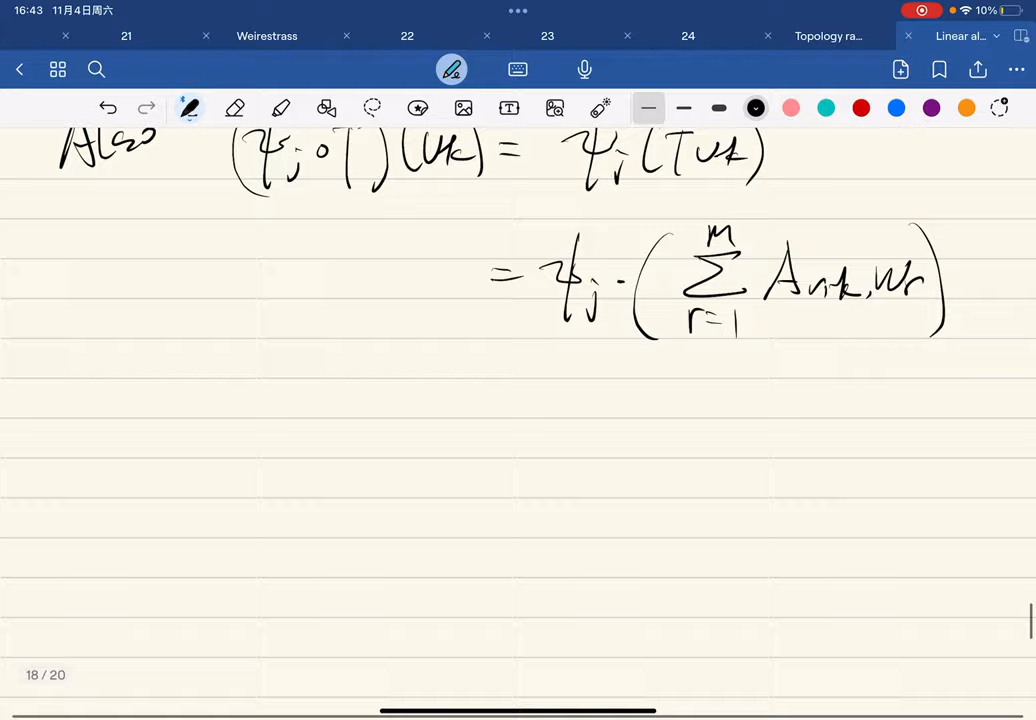 16:43 11月4日周六
10%
21 Weirestrass 22 23 24 Topology ra... Linear al...
Also (ψj∘T)(vk) = ψj(Tvk)
= ψj·(∑_{r=1}^{m} A_{r,k}, wr)
18 / 20